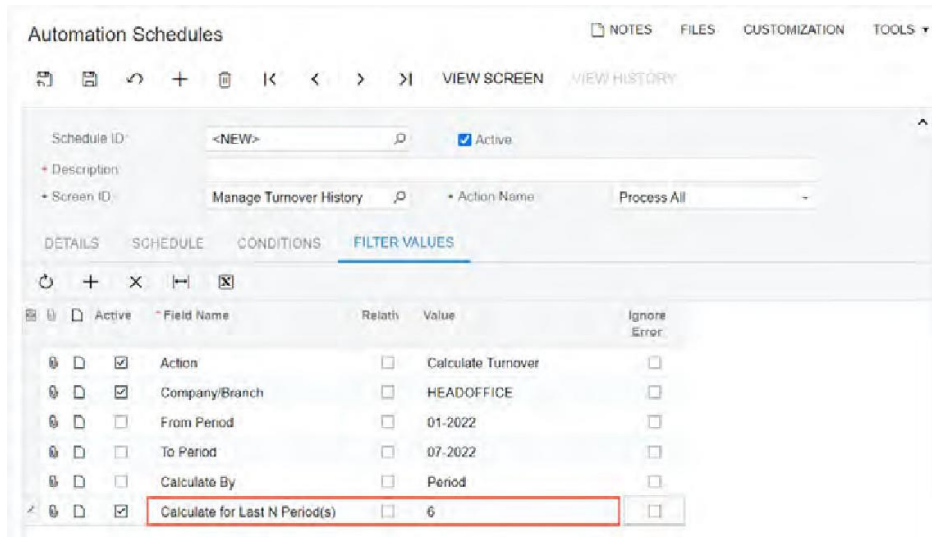 Automation Schedules NOTES FILES CUSTOMIZATION TOOLS
VIEW SCREEN VIEW HISTORY
Schedule ID: <NEW> Active
* Description:
* Screen ID: Manage Turnover History * Action Name: Process All
DETAILS SCHEDULE CONDITIONS FILTER VALUES
Active * Field Name Relativ Value Ignore
Error
Action Calculate Turnover
Company/Branch HEADOFFICE
From Period 01-2022
To Period 07-2022
Calculate By Period
Calculate for Last N Period(s) 6